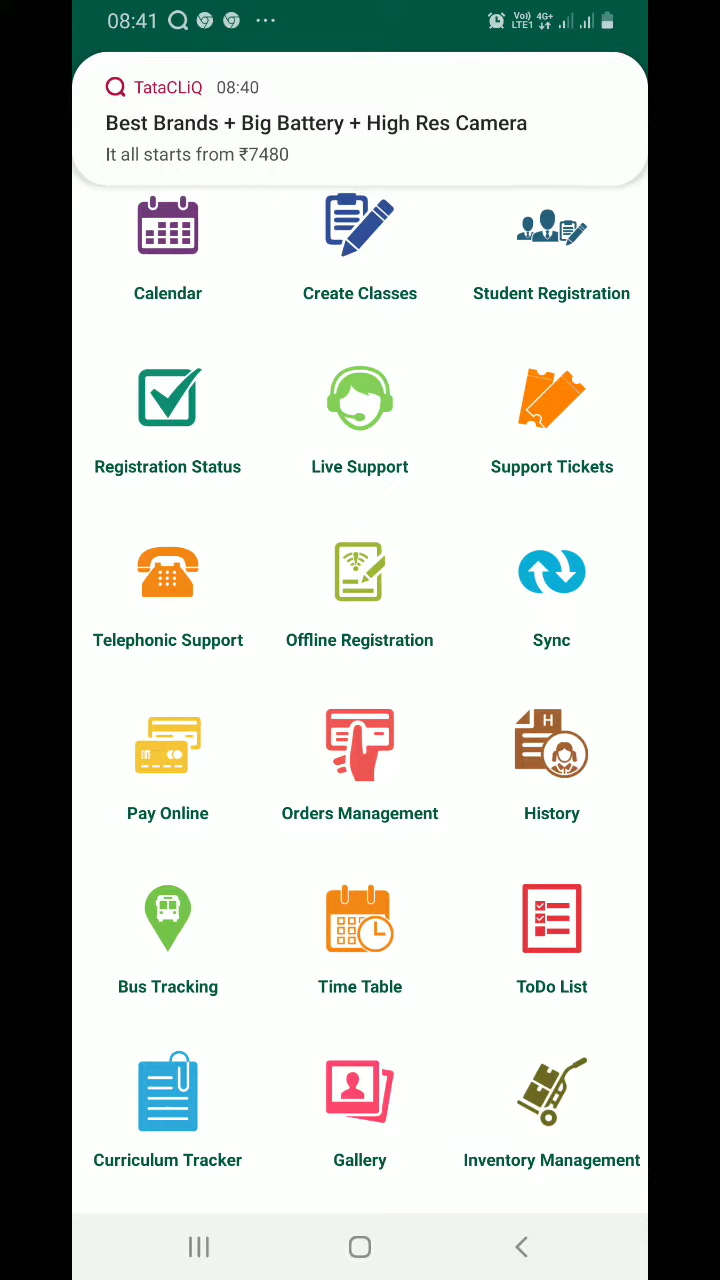 08:41
Vo) 4G+
LTE1
TataCLiQ 08:40
Best Brands + Big Battery + High Res Camera
It all starts from ₹7480
Calendar
Create Classes
Student Registration
Registration Status
Live Support
Support Tickets
Telephonic Support
Offline Registration
Sync
H
Pay Online
Orders Management
History
Bus Tracking
Time Table
ToDo List
Curriculum Tracker
Gallery
Inventory Management